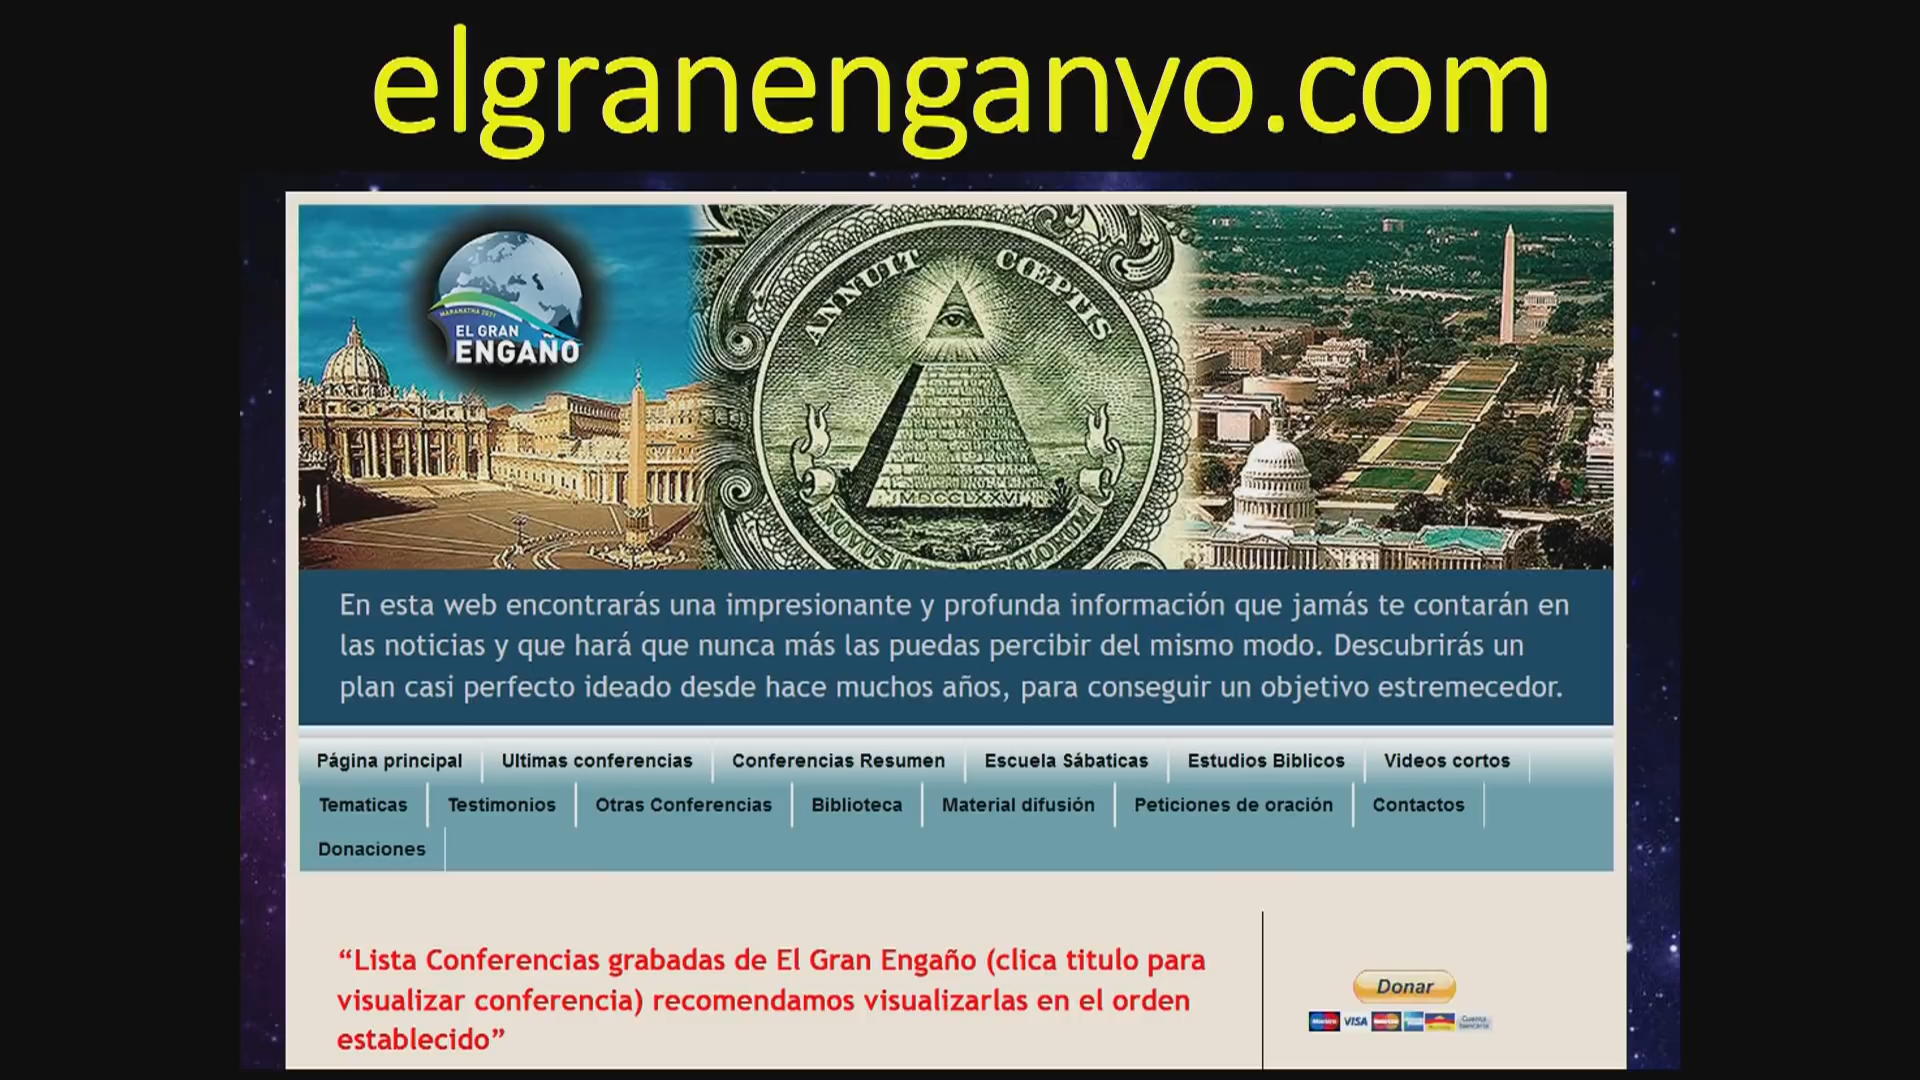 elgranenganyo.com
MARANATHA 2021
EL GRAN
ENGAÑO
ANNUIT CŒPTIS
MDCCLXXVI
NOVUS
En esta web encontrarás una impresionante y profunda información que jamás te contarán en
las noticias y que hará que nunca más las puedas percibir del mismo modo. Descubrirás un
plan casi perfecto ideado desde hace muchos años, para conseguir un objetivo estremecedor.
Página principal Ultimas conferencias Conferencias Resumen Escuela Sábaticas Estudios Biblicos Videos cortos
Tematicas Testimonios Otras Conferencias Biblioteca Material difusión Peticiones de oración Contactos
Donaciones
“Lista Conferencias grabadas de El Gran Engaño (clica titulo para
visualizar conferencia) recomendamos visualizarlas en el orden
establecido”
Donar
VISA